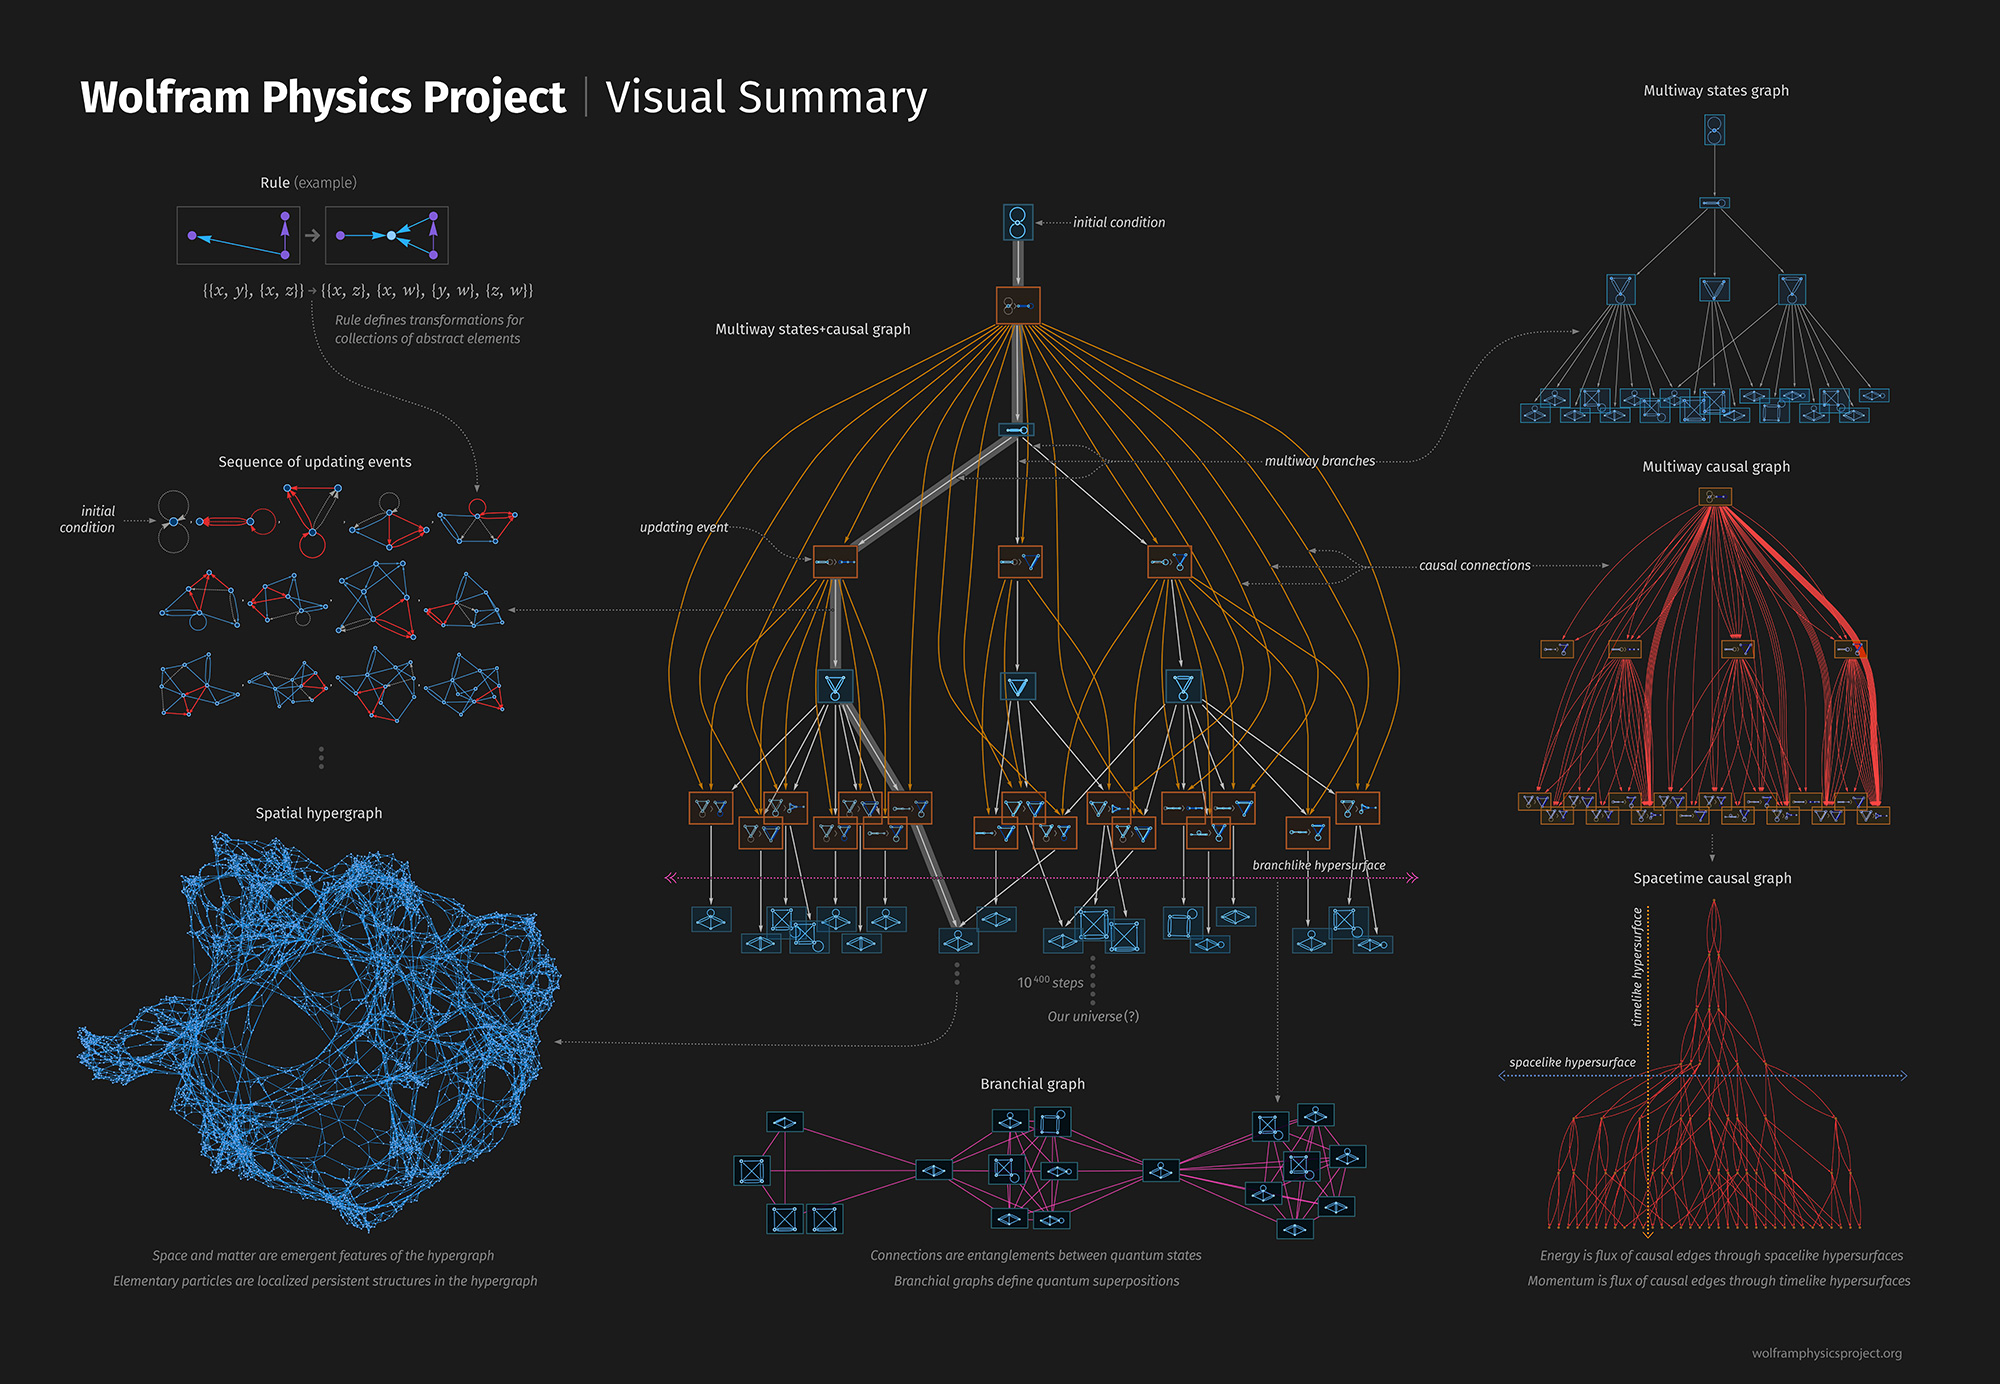 Wolfram Physics Project | Visual Summary
Rule (example)
{{x, y}, {x, z}} → {{x, z}, {x, w}, {y, w}, {z, w}}
Rule defines transformations for
collections of abstract elements
Sequence of updating events
initial
condition
Spatial hypergraph
Space and matter are emergent features of the hypergraph
Elementary particles are localized persistent structures in the hypergraph
initial condition
Multiway states+causal graph
multiway branches
updating event
causal connections
branchlike hypersurface
10^400 steps
Our universe(?)
Branchial graph
Connections are entanglements between quantum states
Branchial graphs define quantum superpositions
Multiway states graph
Multiway causal graph
Spacetime causal graph
timelike hypersurface
spacelike hypersurface
Energy is flux of causal edges through spacelike hypersurfaces
Momentum is flux of causal edges through timelike hypersurfaces
wolframphysicsproject.org